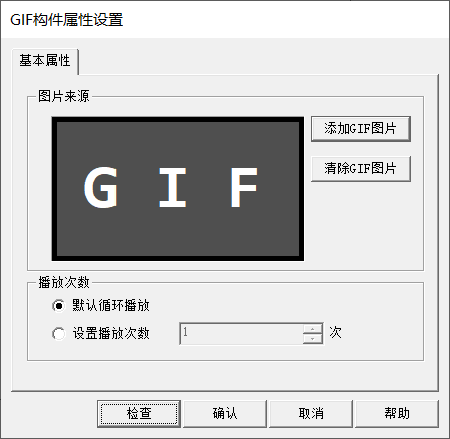 GIF构件属性设置
基本属性
图片来源
GIF
添加GIF图片
清除GIF图片
播放次数
默认循环播放
设置播放次数 1 次
检查 确认 取消 帮助